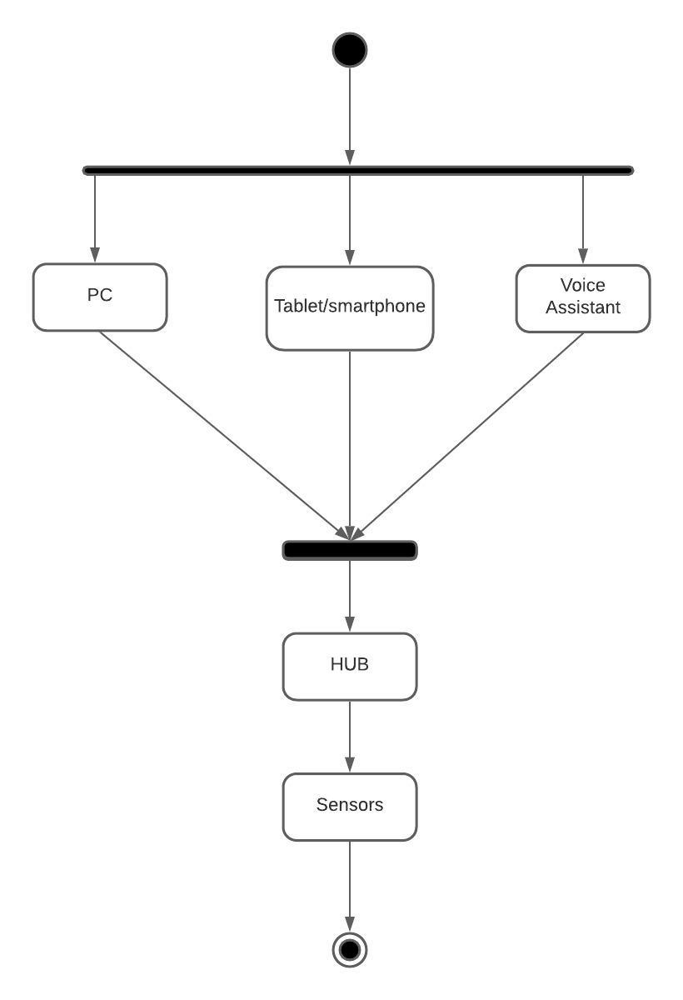 PC
Tablet/smartphone
Voice
Assistant
HUB
Sensors